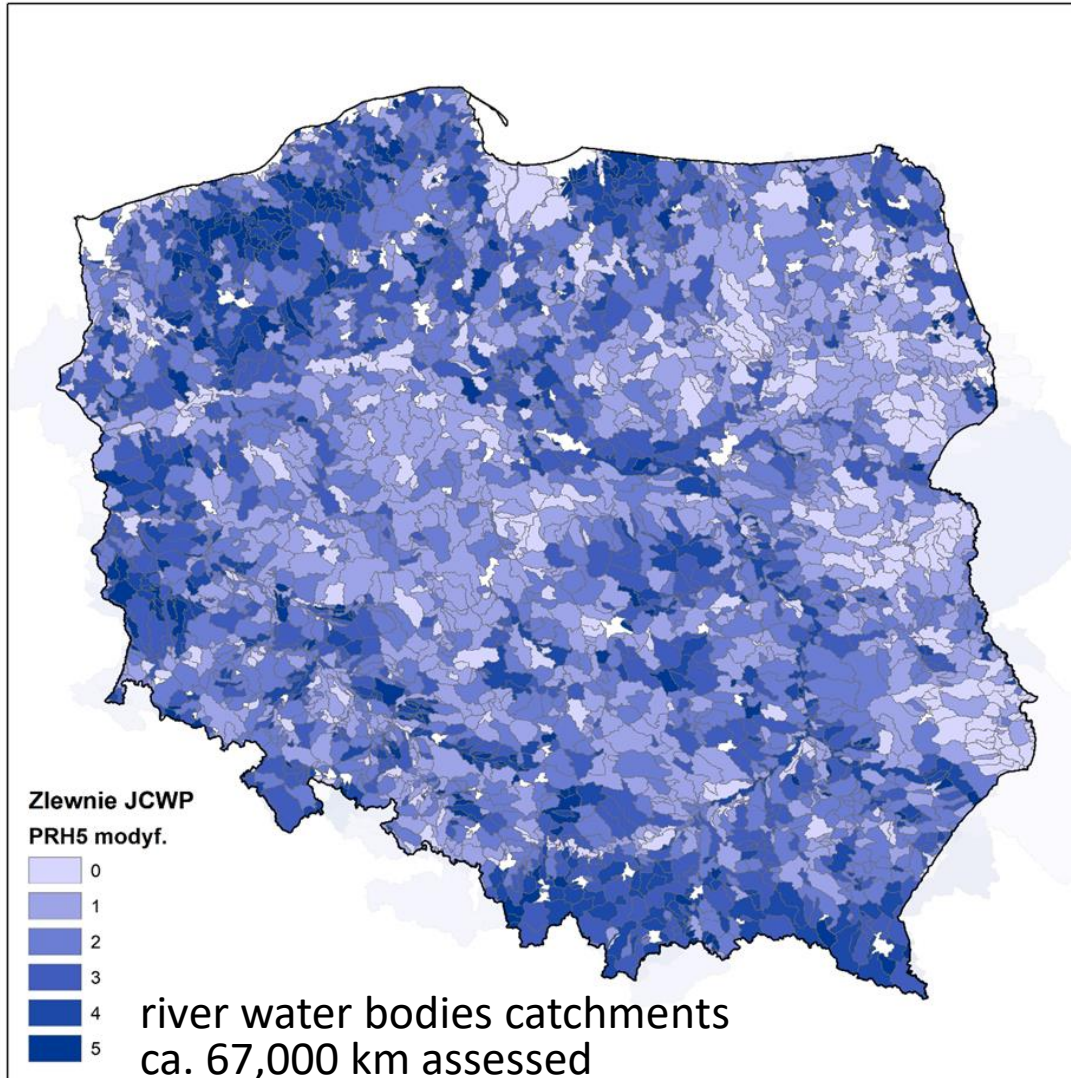 Zlewnie JCWP
PRH5 modyf.
0
1
2
3
4
5
river water bodies catchments
ca. 67,000 km assessed